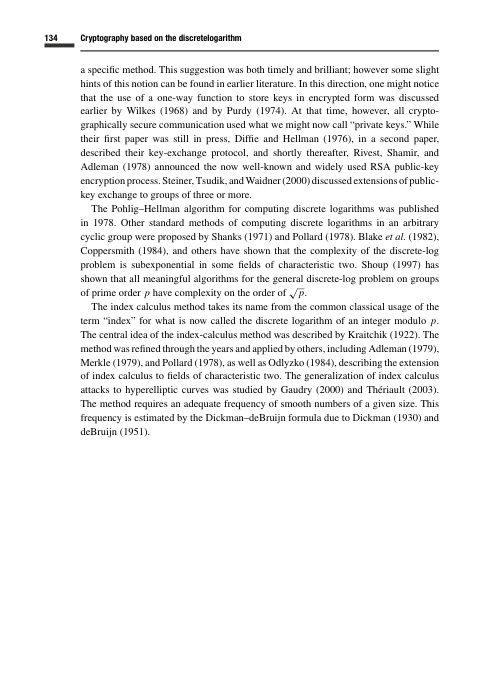 134 Cryptography based on the discretelogarithm
a specific method. This suggestion was both timely and brilliant; however some slight
hints of this notion can be found in earlier literature. In this direction, one might notice
that the use of a one-way function to store keys in encrypted form was discussed
earlier by Wilkes (1968) and by Purdy (1974). At that time, however, all crypto-
graphically secure communication used what we might now call “private keys.” While
their first paper was still in press, Diffie and Hellman (1976), in a second paper,
described their key-exchange protocol, and shortly thereafter, Rivest, Shamir, and
Adleman (1978) announced the now well-known and widely used RSA public-key
encryption process. Steiner, Tsudik, and Waidner (2000) discussed extensions of public-
key exchange to groups of three or more.
The Pohlig–Hellman algorithm for computing discrete logarithms was published
in 1978. Other standard methods of computing discrete logarithms in an arbitrary
cyclic group were proposed by Shanks (1971) and Pollard (1978). Blake et al. (1982),
Coppersmith (1984), and others have shown that the complexity of the discrete-log
problem is subexponential in some fields of characteristic two. Shoup (1997) has
shown that all meaningful algorithms for the general discrete-log problem on groups
of prime order p have complexity on the order of √p.
The index calculus method takes its name from the common classical usage of the
term “index” for what is now called the discrete logarithm of an integer modulo p.
The central idea of the index-calculus method was described by Kraitchik (1922). The
method was refined through the years and applied by others, including Adleman (1979),
Merkle (1979), and Pollard (1978), as well as Odlyzko (1984), describing the extension
of index calculus to fields of characteristic two. The generalization of index calculus
attacks to hyperelliptic curves was studied by Gaudry (2000) and Thériault (2003).
The method requires an adequate frequency of smooth numbers of a given size. This
frequency is estimated by the Dickman–deBruijn formula due to Dickman (1930) and
deBruijn (1951).